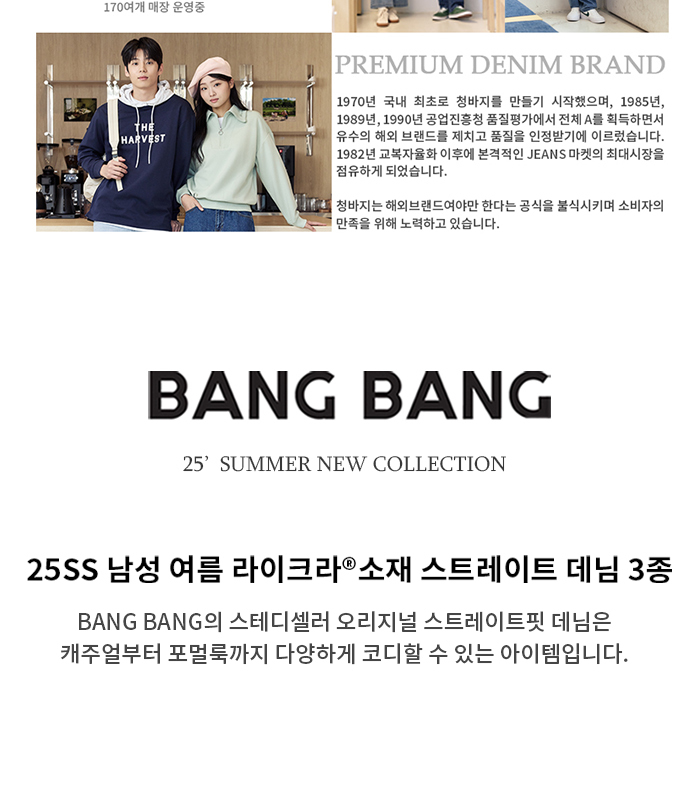 170여개 매장 운영중
THE
HARVEST
PREMIUM DENIM BRAND
1970년 국내 최초로 청바지를 만들기 시작했으며, 1985년,
1989년, 1990년 공업진흥청 품질평가에서 전체 A를 획득하면서
유수의 해외 브랜드를 제치고 품질을 인정받기에 이르렀습니다.
1982년 교복자율화 이후에 본격적인 JEANS 마켓의 최대시장을
점유하게 되었습니다.
청바지는 해외브랜드여야만 한다는 공식을 불식시키며 소비자의
만족을 위해 노력하고 있습니다.
BANG BANG
25’ SUMMER NEW COLLECTION
25SS 남성 여름 라이크라®소재 스트레이트 데님 3종
BANG BANG의 스테디셀러 오리지널 스트레이트핏 데님은
캐주얼부터 포멀룩까지 다양하게 코디할 수 있는 아이템입니다.